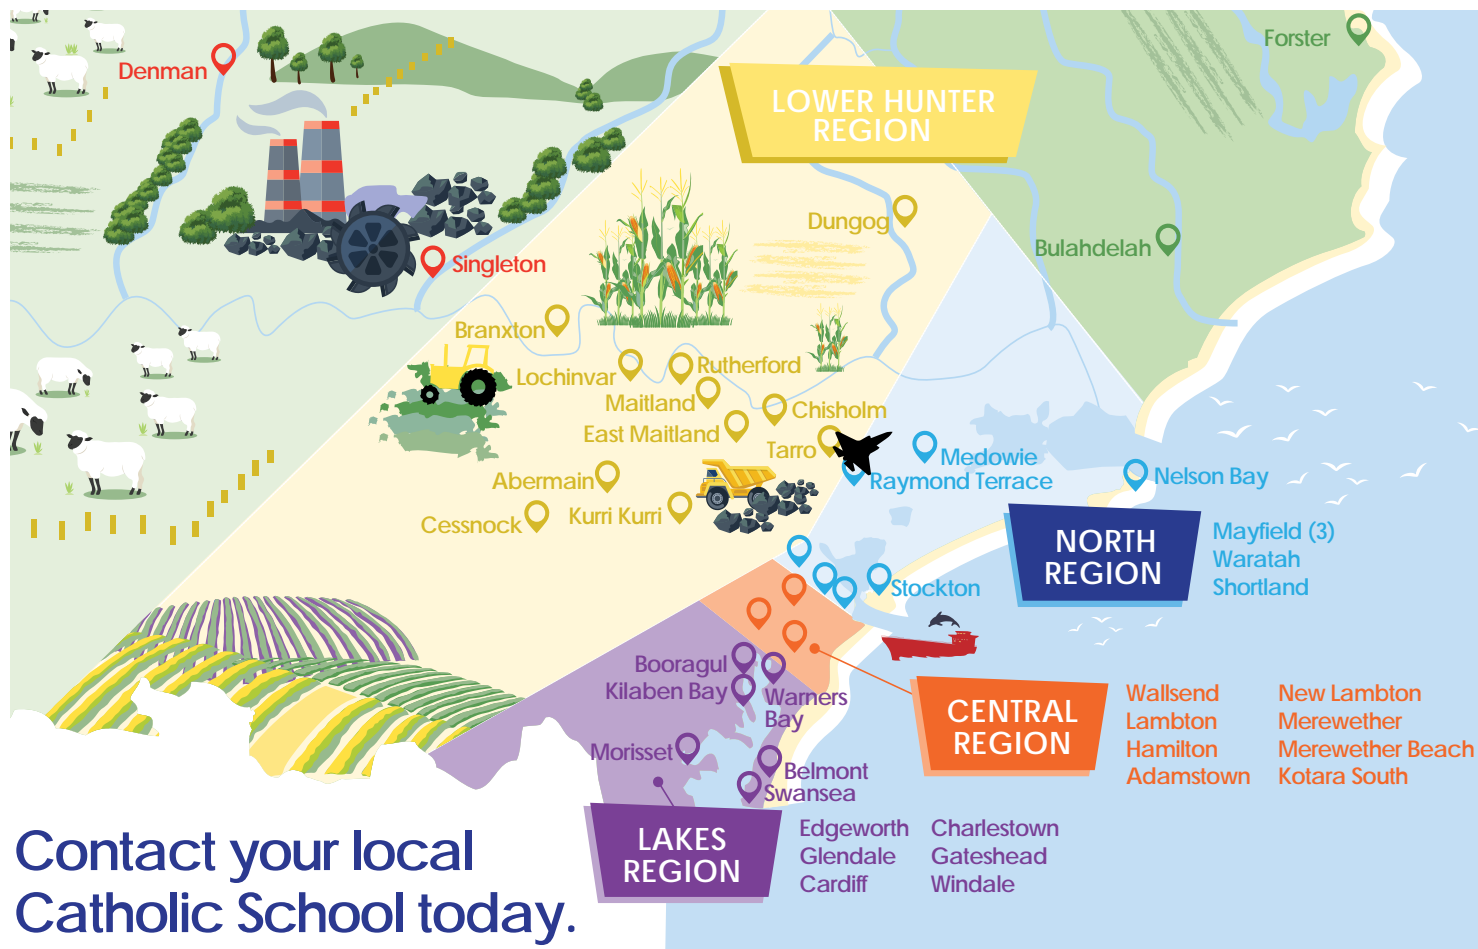 Forster
Denman
LOWER HUNTER
REGION
Dungog
Bulahdelah
Singleton
Branxton
Lochinvar
Rutherford
Maitland
Chisholm
East Maitland
Tarro
Medowie
Raymond Terrace
Nelson Bay
Abermain
Cessnock
Kurri Kurri
NORTH
REGION
Mayfield (3)
Waratah
Shortland
Stockton
Booragul
Kilaben Bay
Warners
Bay
Morisset
Belmont
Swansea
CENTRAL
REGION
Wallsend
Lambton
Hamilton
Adamstown
New Lambton
Merewether
Merewether Beach
Kotara South
LAKES
REGION
Edgeworth
Glendale
Cardiff
Charlestown
Gateshead
Windale
Contact your local
Catholic School today.